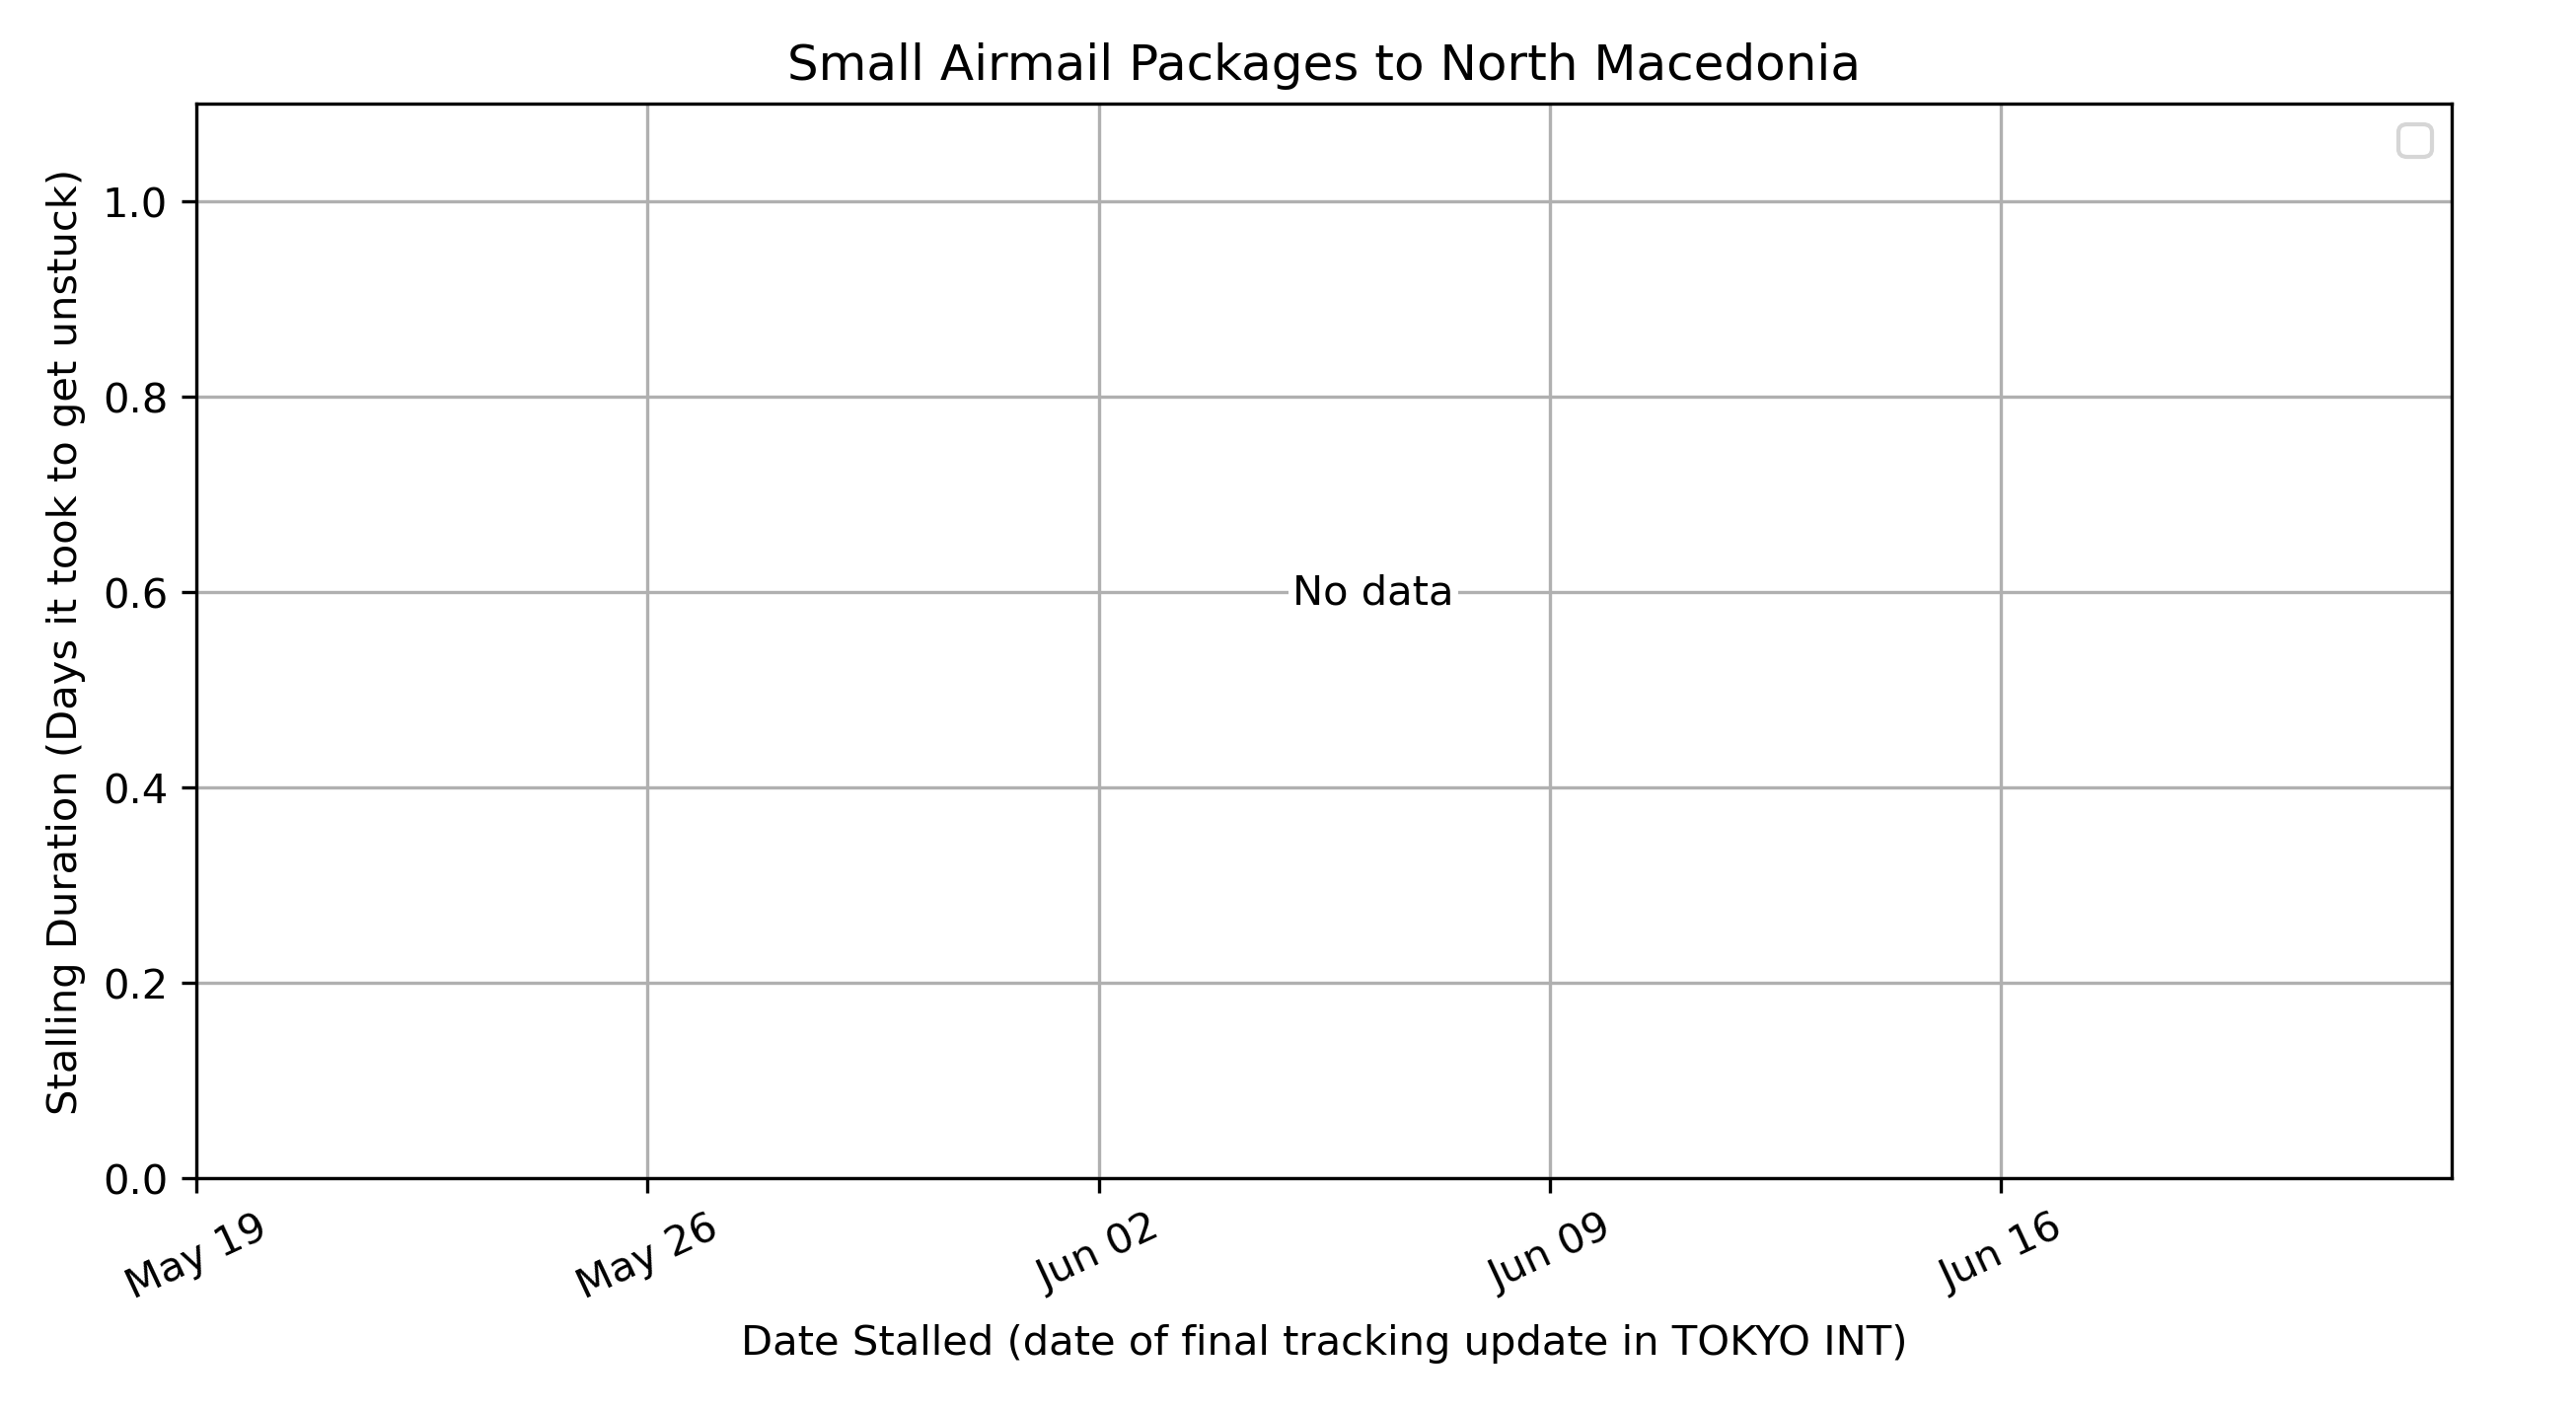 Small Airmail Packages to North Macedonia
Stalling Duration (Days it took to get unstuck)
1.0
0.8
0.6
0.4
0.2
0.0
No data
May 19
May 26
Jun 02
Jun 09
Jun 16
Date Stalled (date of final tracking update in TOKYO INT)